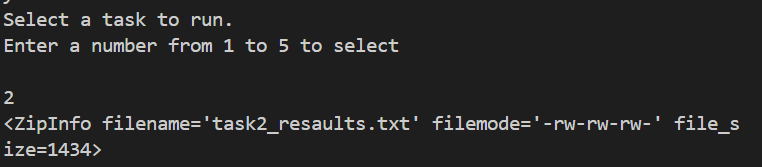 Select a task to run.
Enter a number from 1 to 5 to select
2
<ZipInfo filename='task2_resaults.txt' filemode='-rw-rw-rw-' file_s
ize=1434>